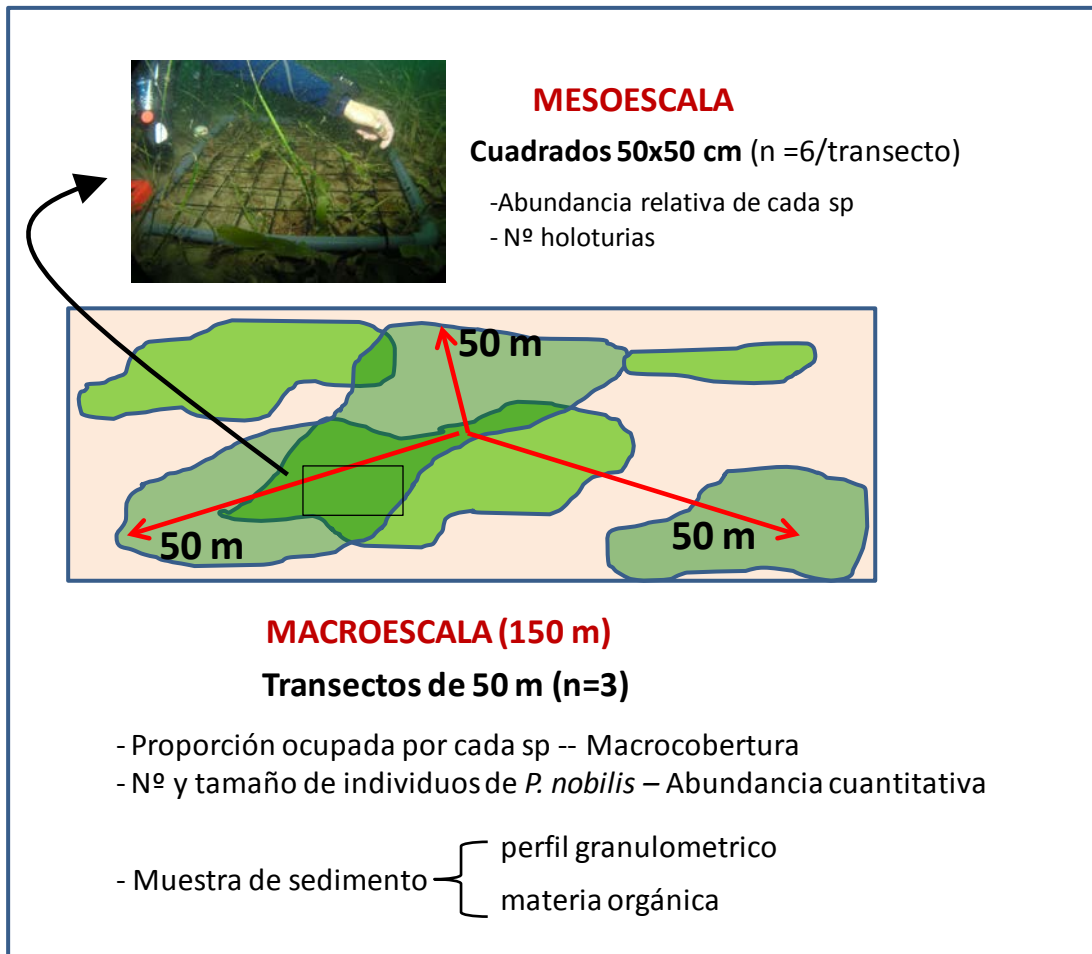 MESOESCALA
Cuadrados 50x50 cm (n =6/transecto)
-Abundancia relativa de cada sp
- Nº holoturias
50 m
50 m
50 m
MACROESCALA (150 m)
Transectos de 50 m (n=3)
- Proporción ocupada por cada sp -- Macrocobertura
- Nº y tamaño de individuos de P. nobilis – Abundancia cuantitativa
- Muestra de sedimento
perfil granulometrico
materia orgánica